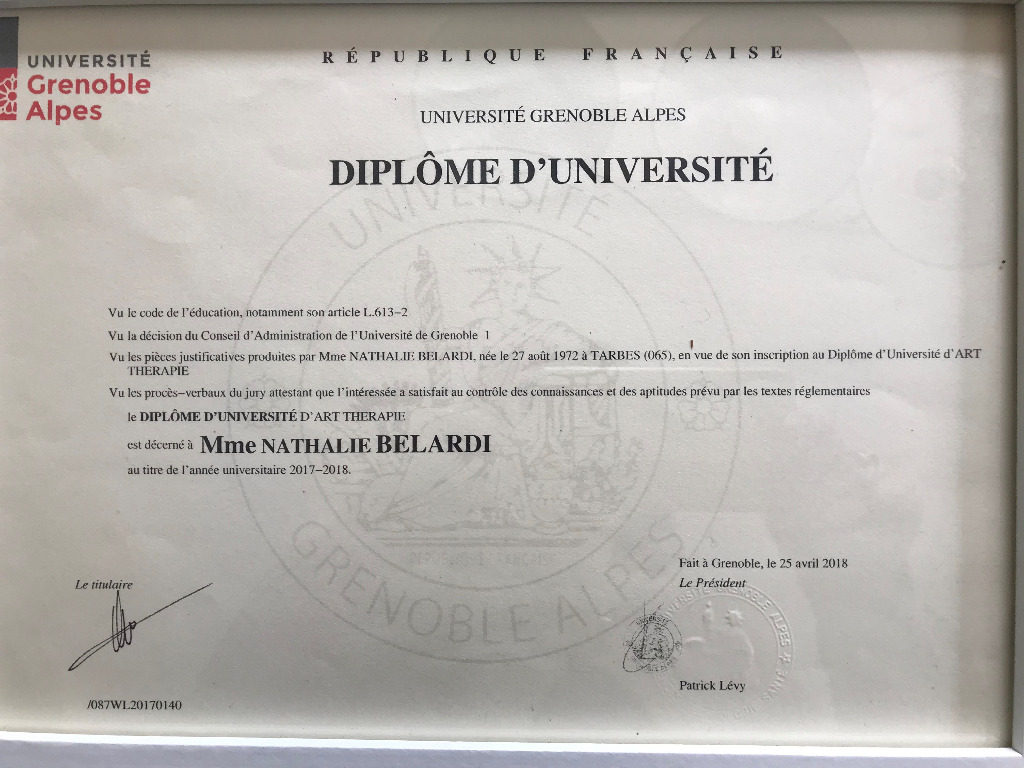 UNIVERSITÉ
Grenoble
Alpes
RÉPUBLIQUE FRANÇAISE
UNIVERSITÉ GRENOBLE ALPES
DIPLÔME D'UNIVERSITÉ
Vu le code de l'éducation, notamment son article L.613-2
Vu la décision du Conseil d'Administration de l'Université de Grenoble 1
Vu les pièces justificatives produites par Mme NATHALIE BELARDI, née le 27 août 1972 à TARBES (065), en vue de son inscription au Diplôme d'Université d'ART
THERAPIE
Vu les procès-verbaux du jury attestant que l'intéressée a satisfait au contrôle des connaissances et des aptitudes prévu par les textes réglementaires
le DIPLÔME D'UNIVERSITÉ D'ART THERAPIE
est décerné à Mme NATHALIE BELARDI
au titre de l'année universitaire 2017-2018.
UNIVERSITÉ
GRENOBLE ALPES
Fait à Grenoble, le 25 avril 2018
Le titulaire
Le Président
Patrick Lévy
/087WL20170140